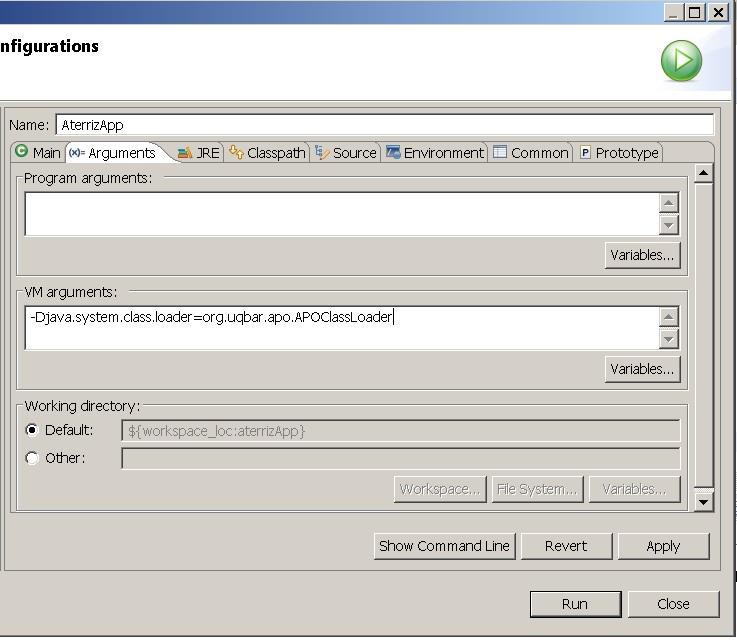 nfigurations
Name: AterrizApp
Main (x)= Arguments JRE Classpath Source Environment Common P Prototype
Program arguments:
Variables...
VM arguments:
-Djava.system.class.loader=org.uqbar.apo.APOClassLoader
Variables...
Working directory:
Default: ${workspace_loc:aterrizApp}
Other:
Workspace... File System... Variables...
Show Command Line Revert Apply
Run Close